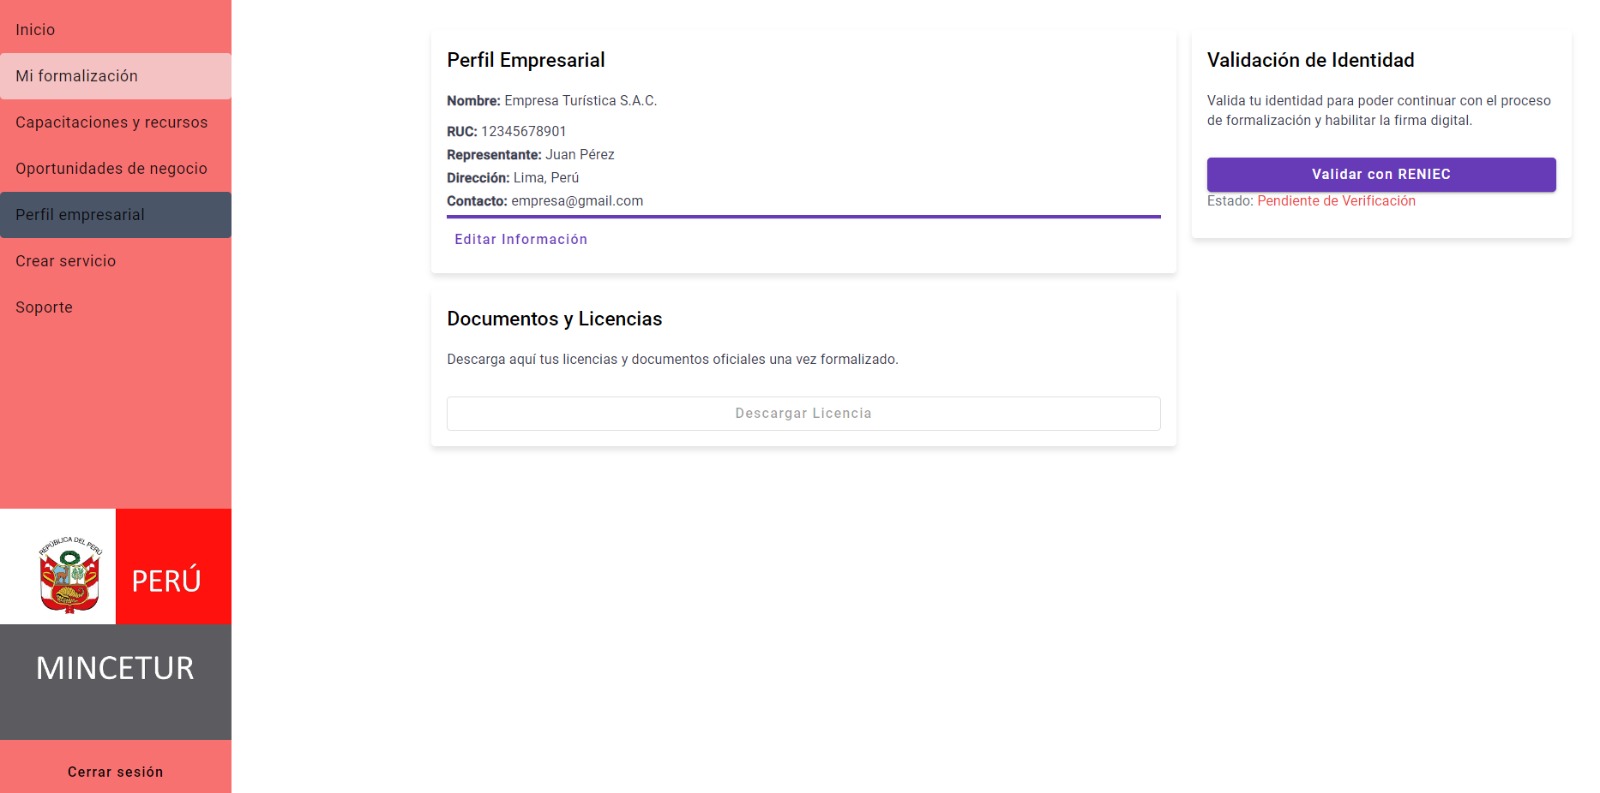 Inicio
Mi formalización
Capacitaciones y recursos
Oportunidades de negocio
Perfil empresarial
Crear servicio
Soporte
REPÚBLICA DEL PERÚ
PERÚ
MINCETUR
Cerrar sesión
Perfil Empresarial
Nombre: Empresa Turística S.A.C.
RUC: 12345678901
Representante: Juan Pérez
Dirección: Lima, Perú
Contacto: empresa@gmail.com
Editar Información
Documentos y Licencias
Descarga aquí tus licencias y documentos oficiales una vez formalizado.
Descargar Licencia
Validación de Identidad
Valida tu identidad para poder continuar con el proceso
de formalización y habilitar la firma digital.
Validar con RENIEC
Estado: Pendiente de Verificación